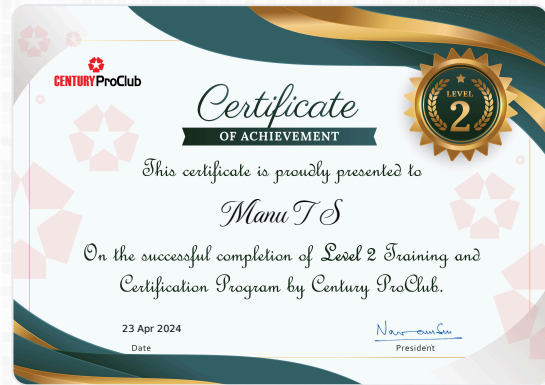 CENTURY ProClub
LEVEL
2
Certificate
OF ACHIEVEMENT
This certificate is proudly presented to
Manu T S
On the successful completion of Level 2 Training and
Certification Program by Century ProClub.
23 Apr 2024
Date
President